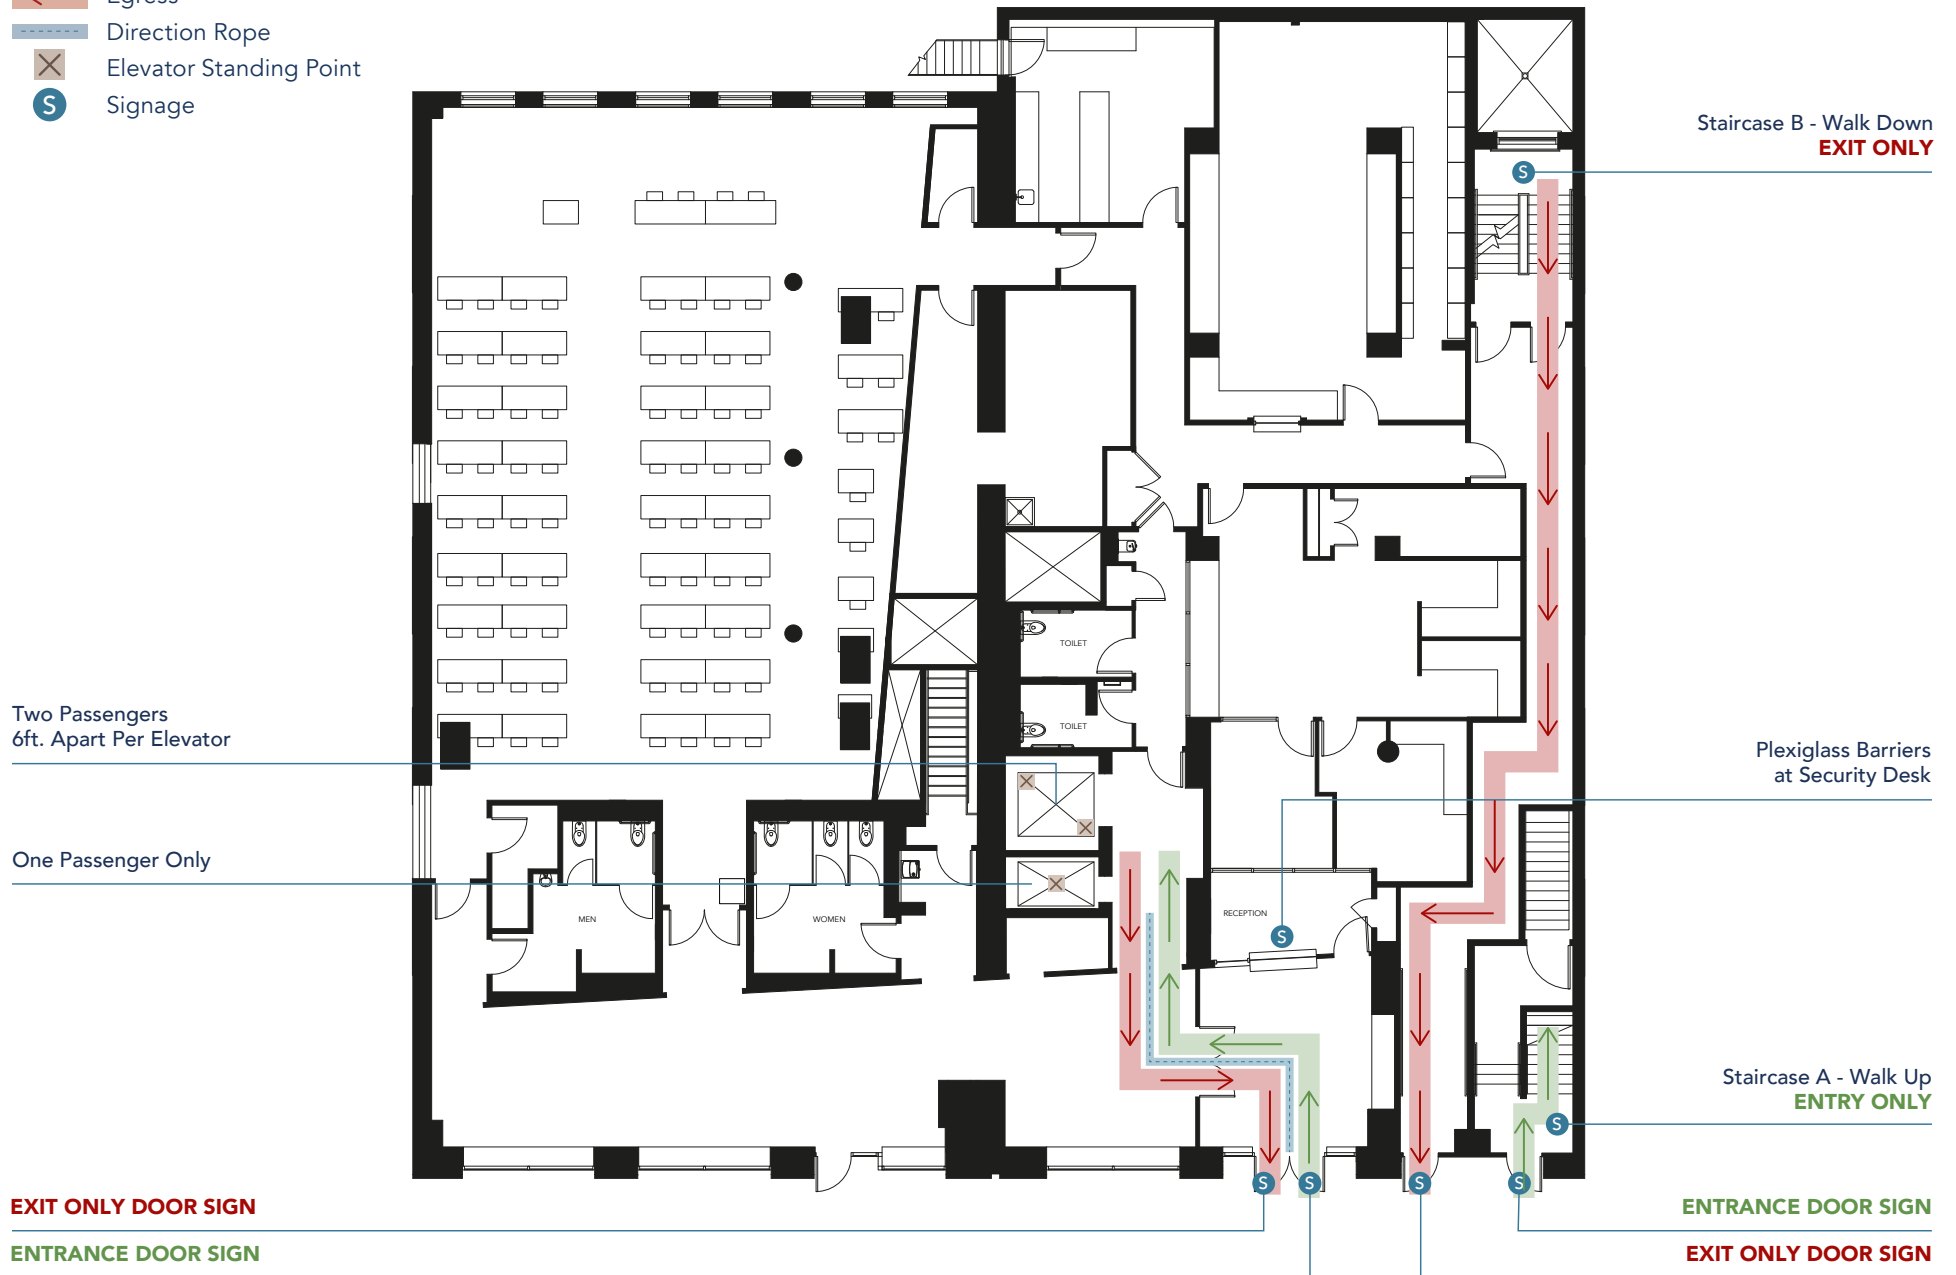 Egress
Direction Rope
Elevator Standing Point
S
Signage
Staircase B - Walk Down
EXIT ONLY
S
TOILET
TOILET
Two Passengers
6ft. Apart Per Elevator
Plexiglass Barriers
at Security Desk
One Passenger Only
MEN
WOMEN
RECEPTION
S
Staircase A - Walk Up
ENTRY ONLY
S
S
S
S
S
EXIT ONLY DOOR SIGN
ENTRANCE DOOR SIGN
ENTRANCE DOOR SIGN
EXIT ONLY DOOR SIGN